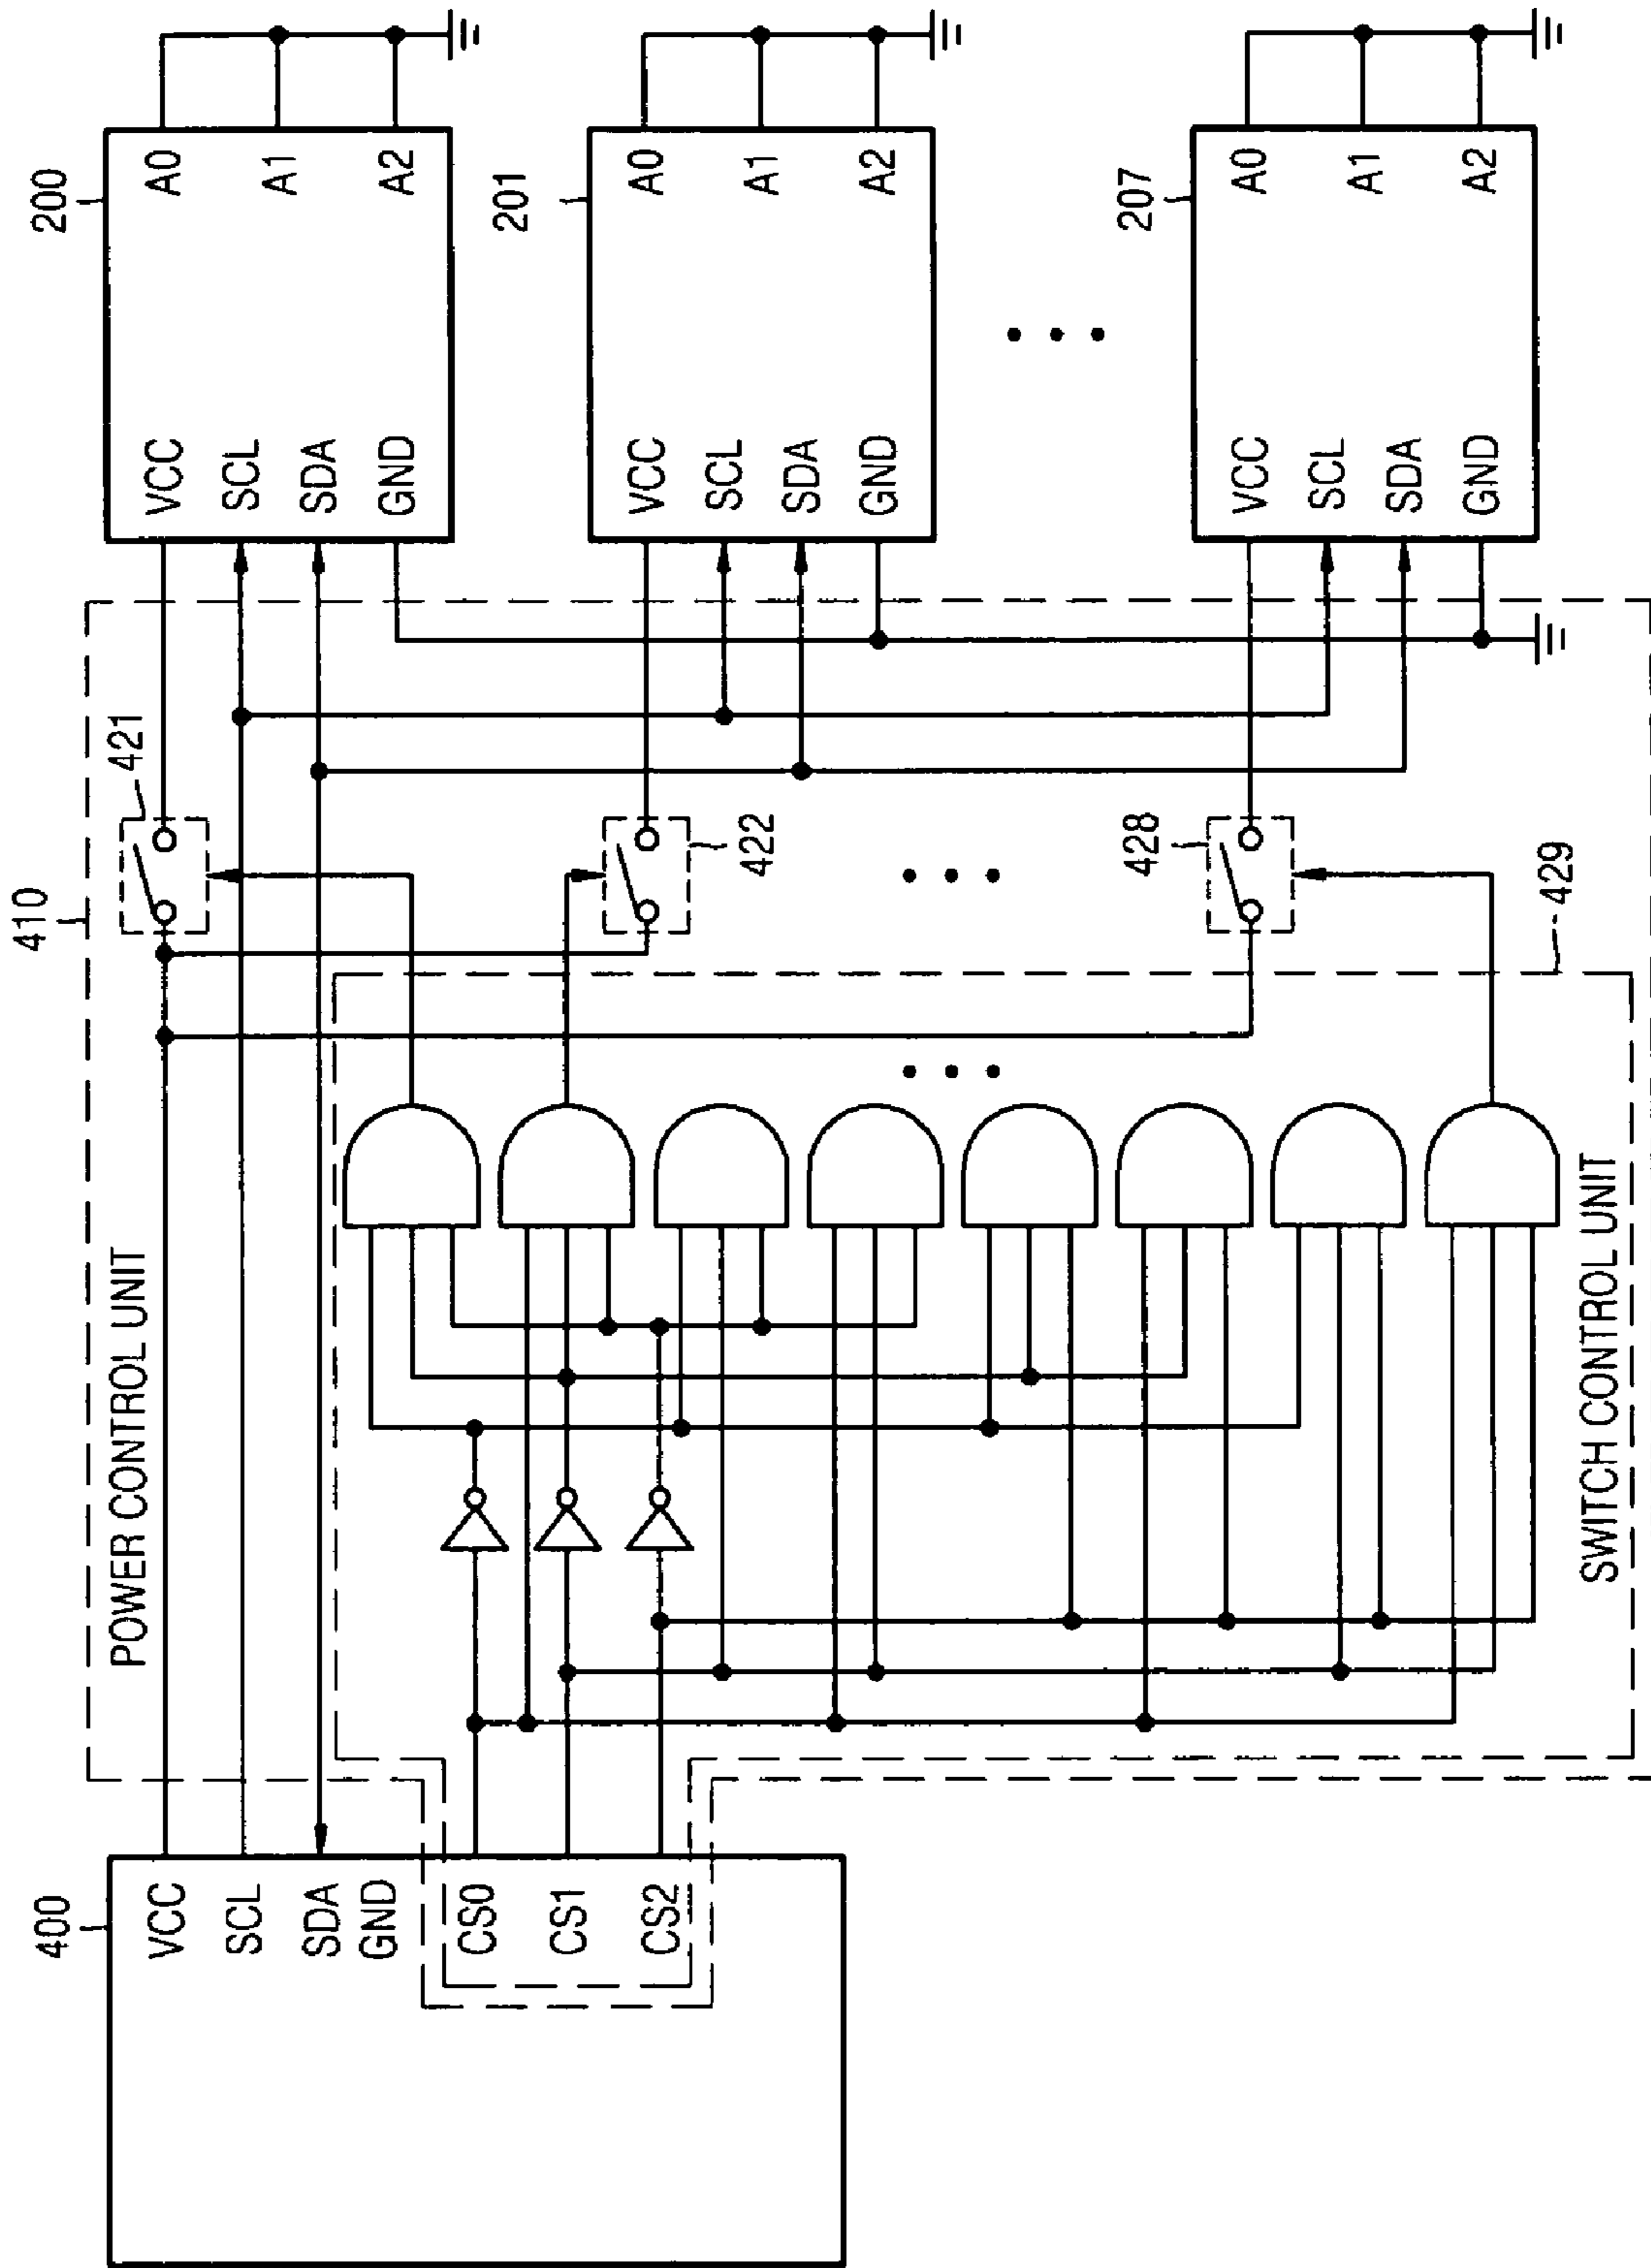 400
VCC
SCL
SDA
GND
CS0
CS1
CS2
410
POWER CONTROL UNIT
421
422
428
429
SWITCH CONTROL UNIT
200
VCC
SCL
SDA
GND
A0
A1
A2
201
VCC
SCL
SDA
GND
A0
A1
A2
207
VCC
SCL
SDA
GND
A0
A1
A2